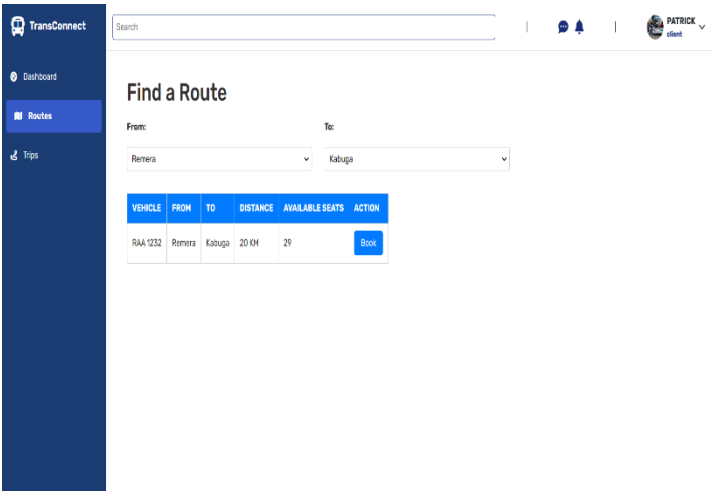 TransConnect
Search
PATRICK
client
Dashboard
Routes
Trips
Find a Route
From: To:
Remera Kabuga
VEHICLE FROM TO DISTANCE AVAILABLE SEATS ACTION
RAA 1232 Remera Kabuga 20 KM 29 Book